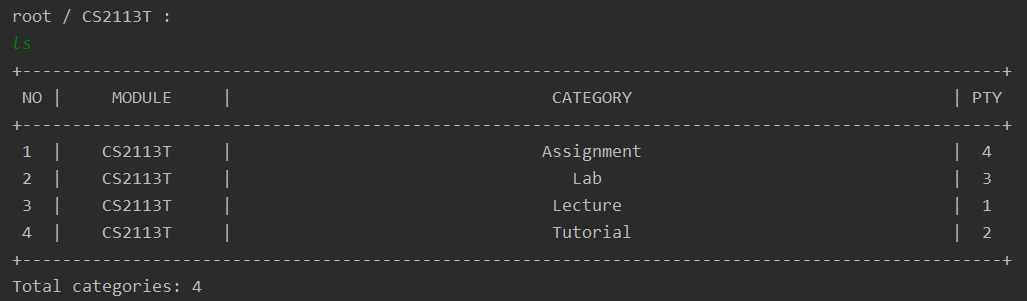 root / CS2113T :
ls
+--------------------------------------------------------------------------------------------------+
NO | MODULE | CATEGORY | PTY
+--------------------------------------------------------------------------------------------------+
1 | CS2113T | Assignment | 4
2 | CS2113T | Lab | 3
3 | CS2113T | Lecture | 1
4 | CS2113T | Tutorial | 2
+--------------------------------------------------------------------------------------------------+
Total categories: 4